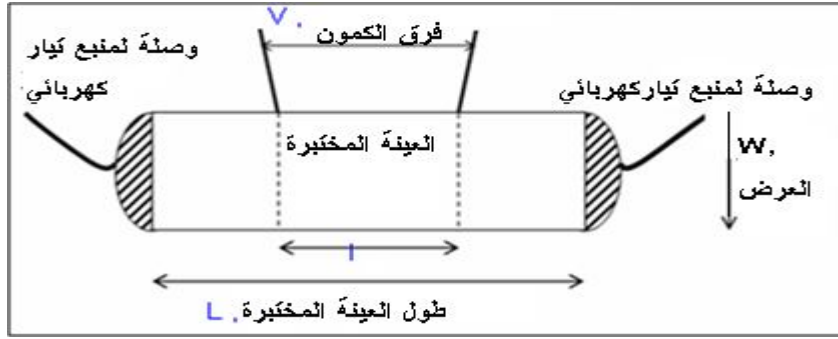 V.
فرق الكمون
وصلة لمنبع تيار
كهربائي
وصلة لمنبع تياركهربائي
العينة المختبرة
W.
العرض
l
L. طول العينة المختبرة